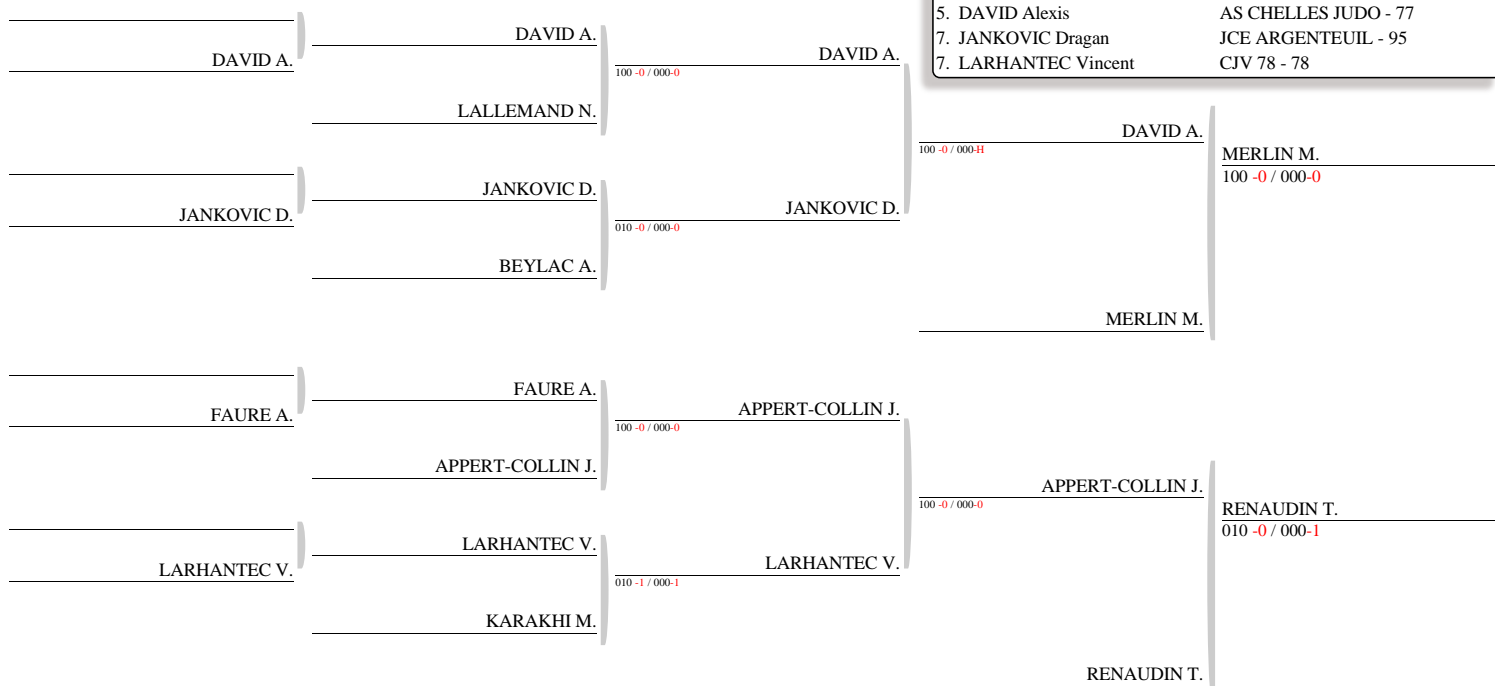 5. DAVID Alexis AS CHELLES JUDO - 77
7. JANKOVIC Dragan JCE ARGENTEUIL - 95
7. LARHANTEC Vincent CJV 78 - 78
DAVID A.
JANKOVIC D.
FAURE A.
LARHANTEC V.
DAVID A.
LALLEMAND N.
JANKOVIC D.
BEYLAC A.
FAURE A.
APPERT-COLLIN J.
LARHANTEC V.
KARAKHI M.
DAVID A.
100 -0 / 000-0
JANKOVIC D.
010 -0 / 000-0
APPERT-COLLIN J.
100 -0 / 000-0
LARHANTEC V.
010 -1 / 000-1
DAVID A.
100 -0 / 000-H
MERLIN M.
APPERT-COLLIN J.
100 -0 / 000-0
RENAUDIN T.
MERLIN M.
100 -0 / 000-0
RENAUDIN T.
010 -0 / 000-1